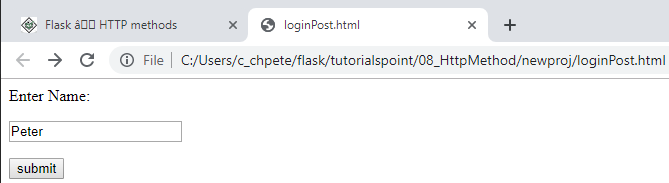 Flask â HTTP methods
loginPost.html
File
C:/Users/c_chpete/flask/tutorialspoint/08_HttpMethod/newproj/loginPost.html
Enter Name:
Peter
submit